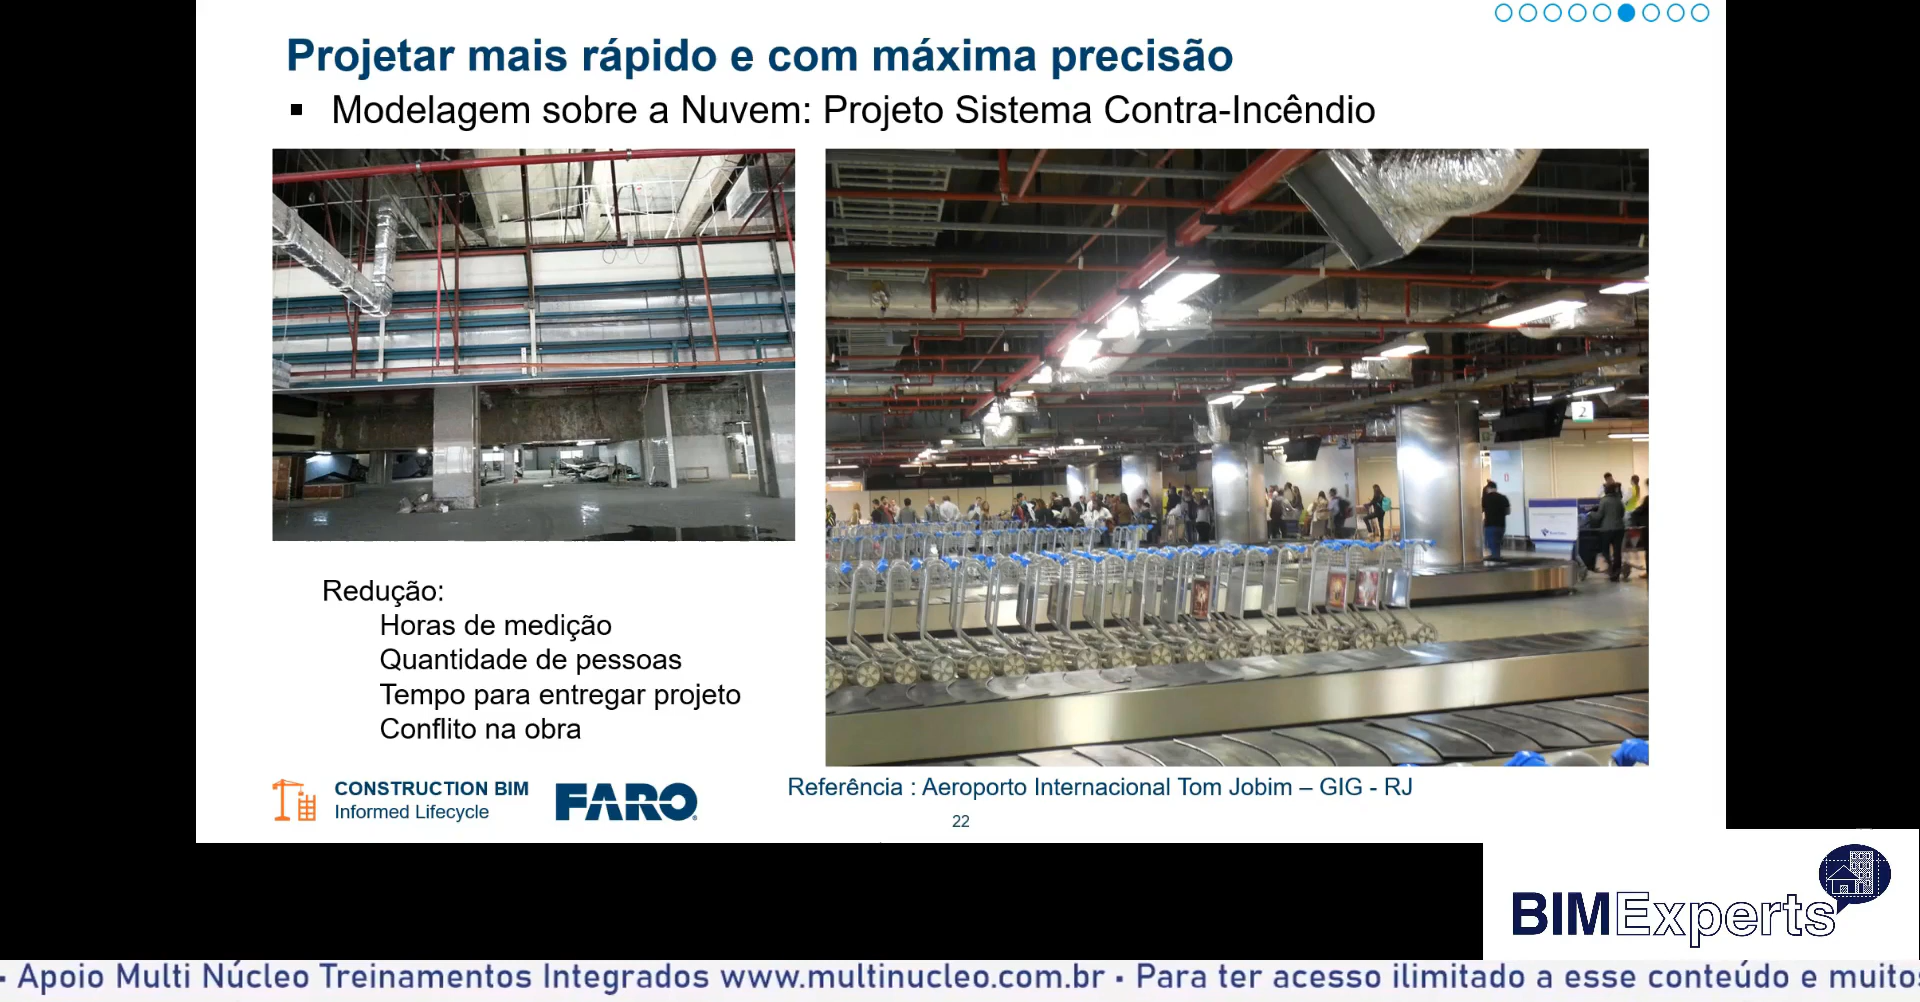 Projetar mais rápido e com máxima precisão
▪ Modelagem sobre a Nuvem: Projeto Sistema Contra-Incêndio
2
Redução:
Horas de medição
Quantidade de pessoas
Tempo para entregar projeto
Conflito na obra
CONSTRUCTION BIM
Informed Lifecycle
FARO
Referência : Aeroporto Internacional Tom Jobim – GIG - RJ
22
BIMExperts
· Apoio Multi Núcleo Treinamentos Integrados www.multinucleo.com.br · Para ter acesso ilimitado a esse conteúdo e muitos